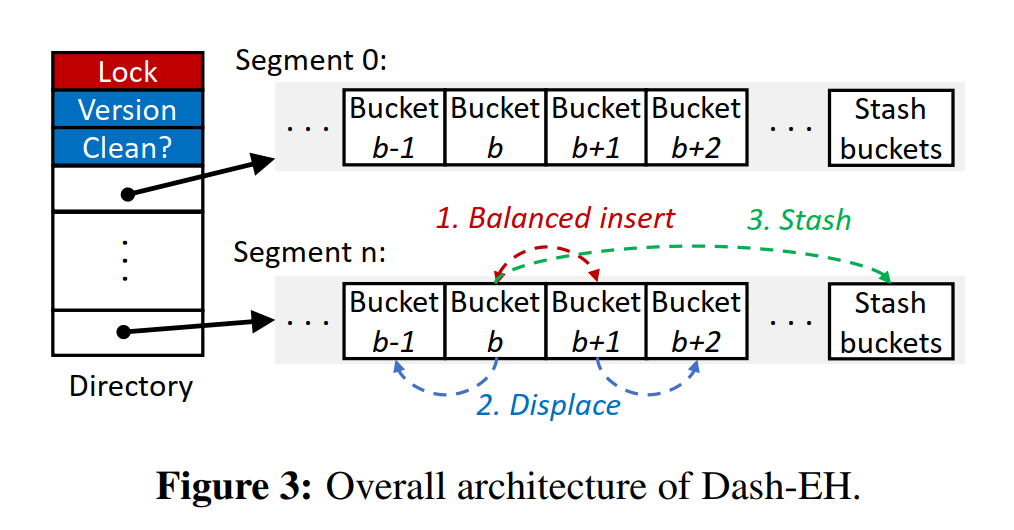 Lock
Version
Clean?
Directory
Segment 0:
. . .
Bucket b-1
Bucket b
Bucket b+1
Bucket b+2
. . .
Stash buckets
1. Balanced insert
3. Stash
Segment n:
. . .
Bucket b-1
Bucket b
Bucket b+1
Bucket b+2
. . .
Stash buckets
2. Displace
Figure 3: Overall architecture of Dash-EH.